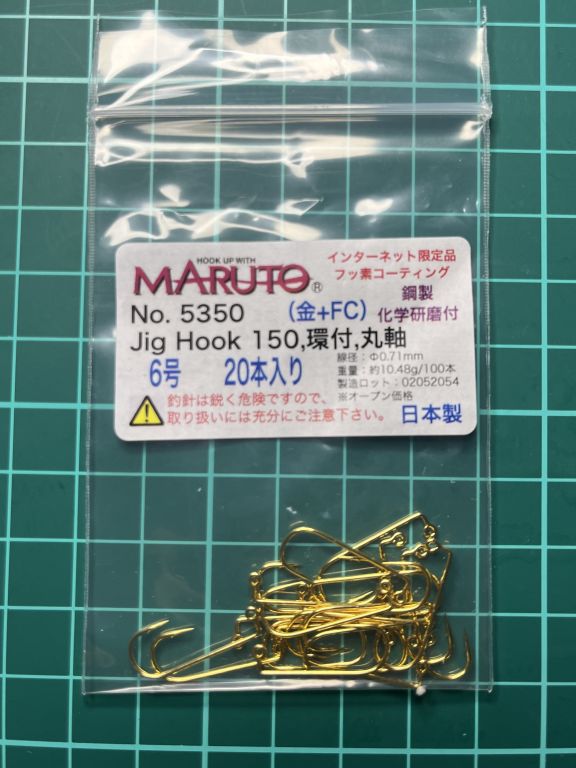 HOOK UP WITH
MARUTO®
インターネット限定品
フッ素コーティング
No. 5350 (金+FC)
鋼製
化学研磨付
Jig Hook 150,環付,丸軸
6号 20本入り
線径:Φ0.71mm
重量:約10.48g/100本
製造ロット:02052054
※オープン価格
釣針は鋭く危険ですので、
取り扱いには充分にご注意下さい。
日本製